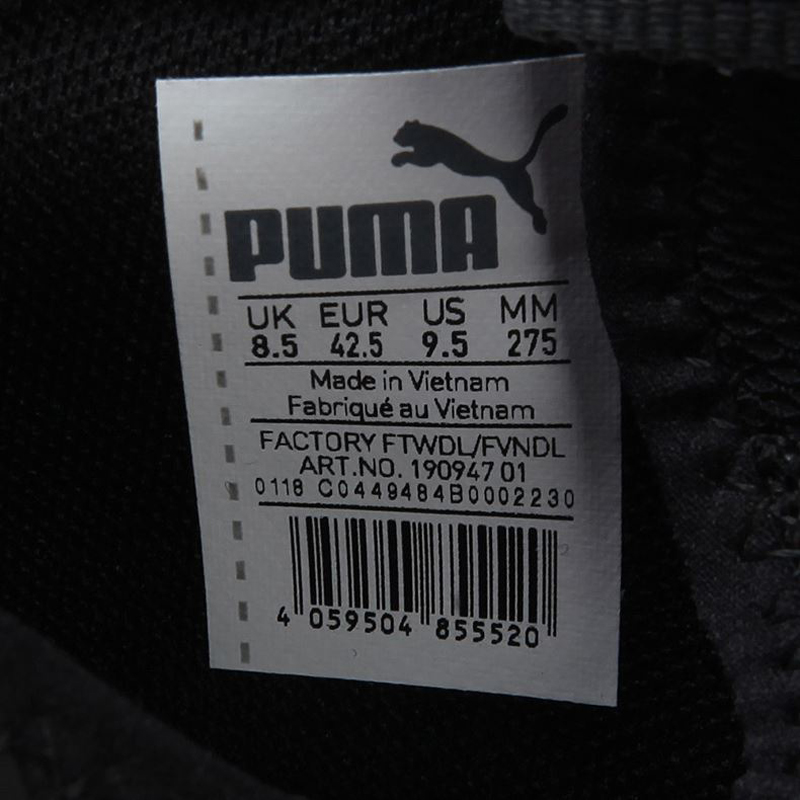 PUMA
UK EUR US MM
8.5 42.5 9.5 275
Made in Vietnam
Fabriqué au Vietnam
FACTORY FTWDL/FVNDL
ART.NO. 190947 01
0118 C0449484B0002230
4 059504 855520